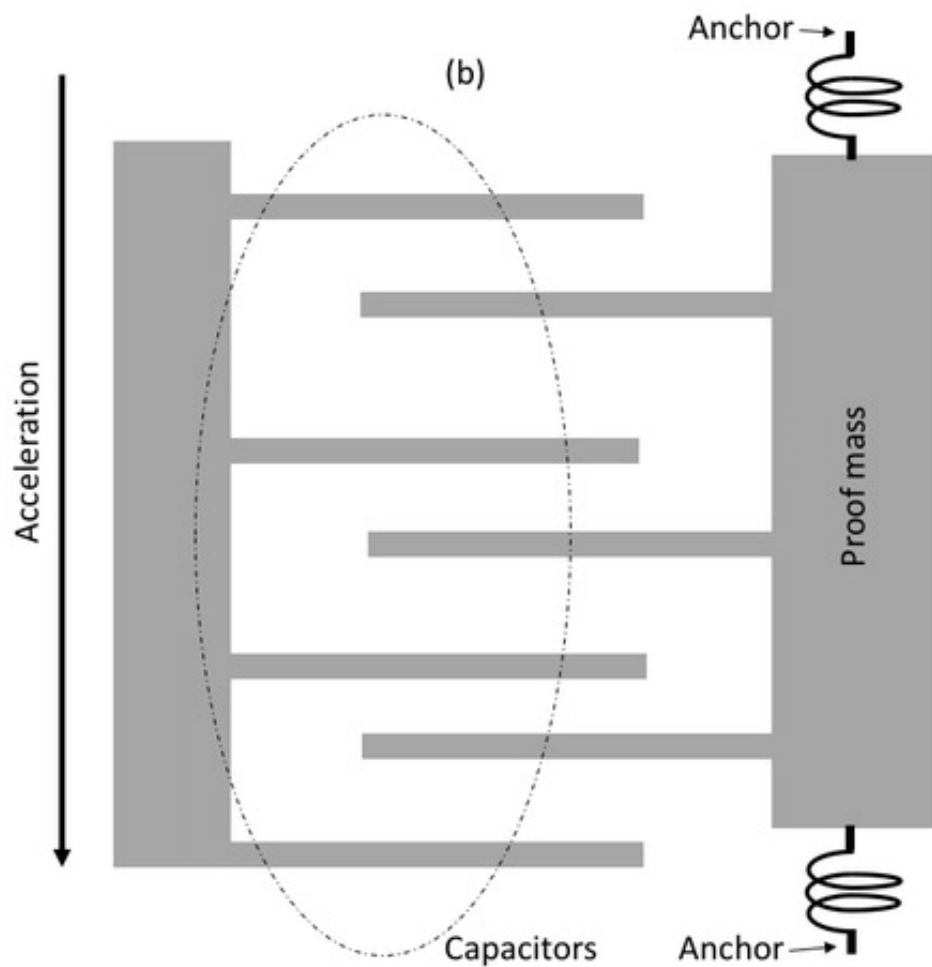 Anchor
(b)
Acceleration
Proof mass
Capacitors
Anchor